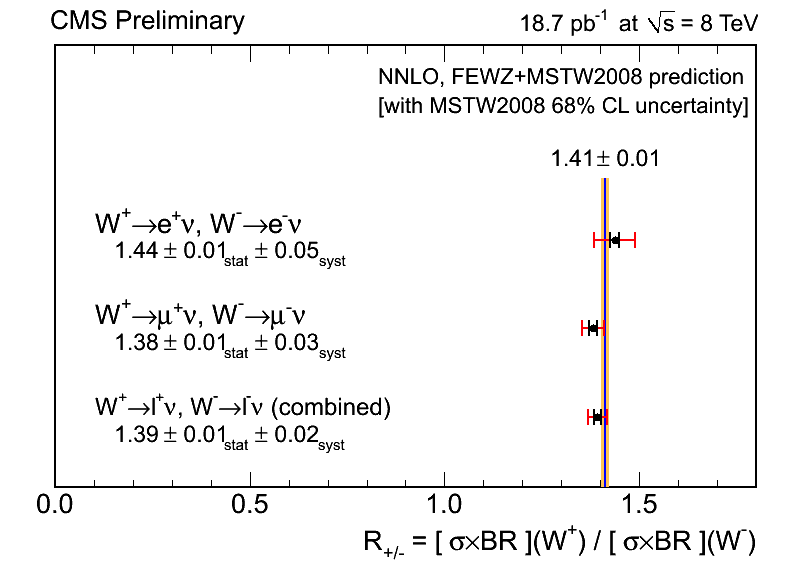 CMS Preliminary
18.7 pb⁻¹ at √s = 8 TeV
NNLO, FEWZ+MSTW2008 prediction
[with MSTW2008 68% CL uncertainty]
1.41 ± 0.01
W⁺→e⁺ν, W⁻→e⁻ν
1.44 ± 0.01stat ± 0.05syst
W⁺→μ⁺ν, W⁻→μ⁻ν
1.38 ± 0.01stat ± 0.03syst
W⁺→l⁺ν, W⁻→l⁻ν (combined)
1.39 ± 0.01stat ± 0.02syst
0.0 0.5 1.0 1.5
R+/- = [ σ×BR ](W⁺) / [ σ×BR ](W⁻)